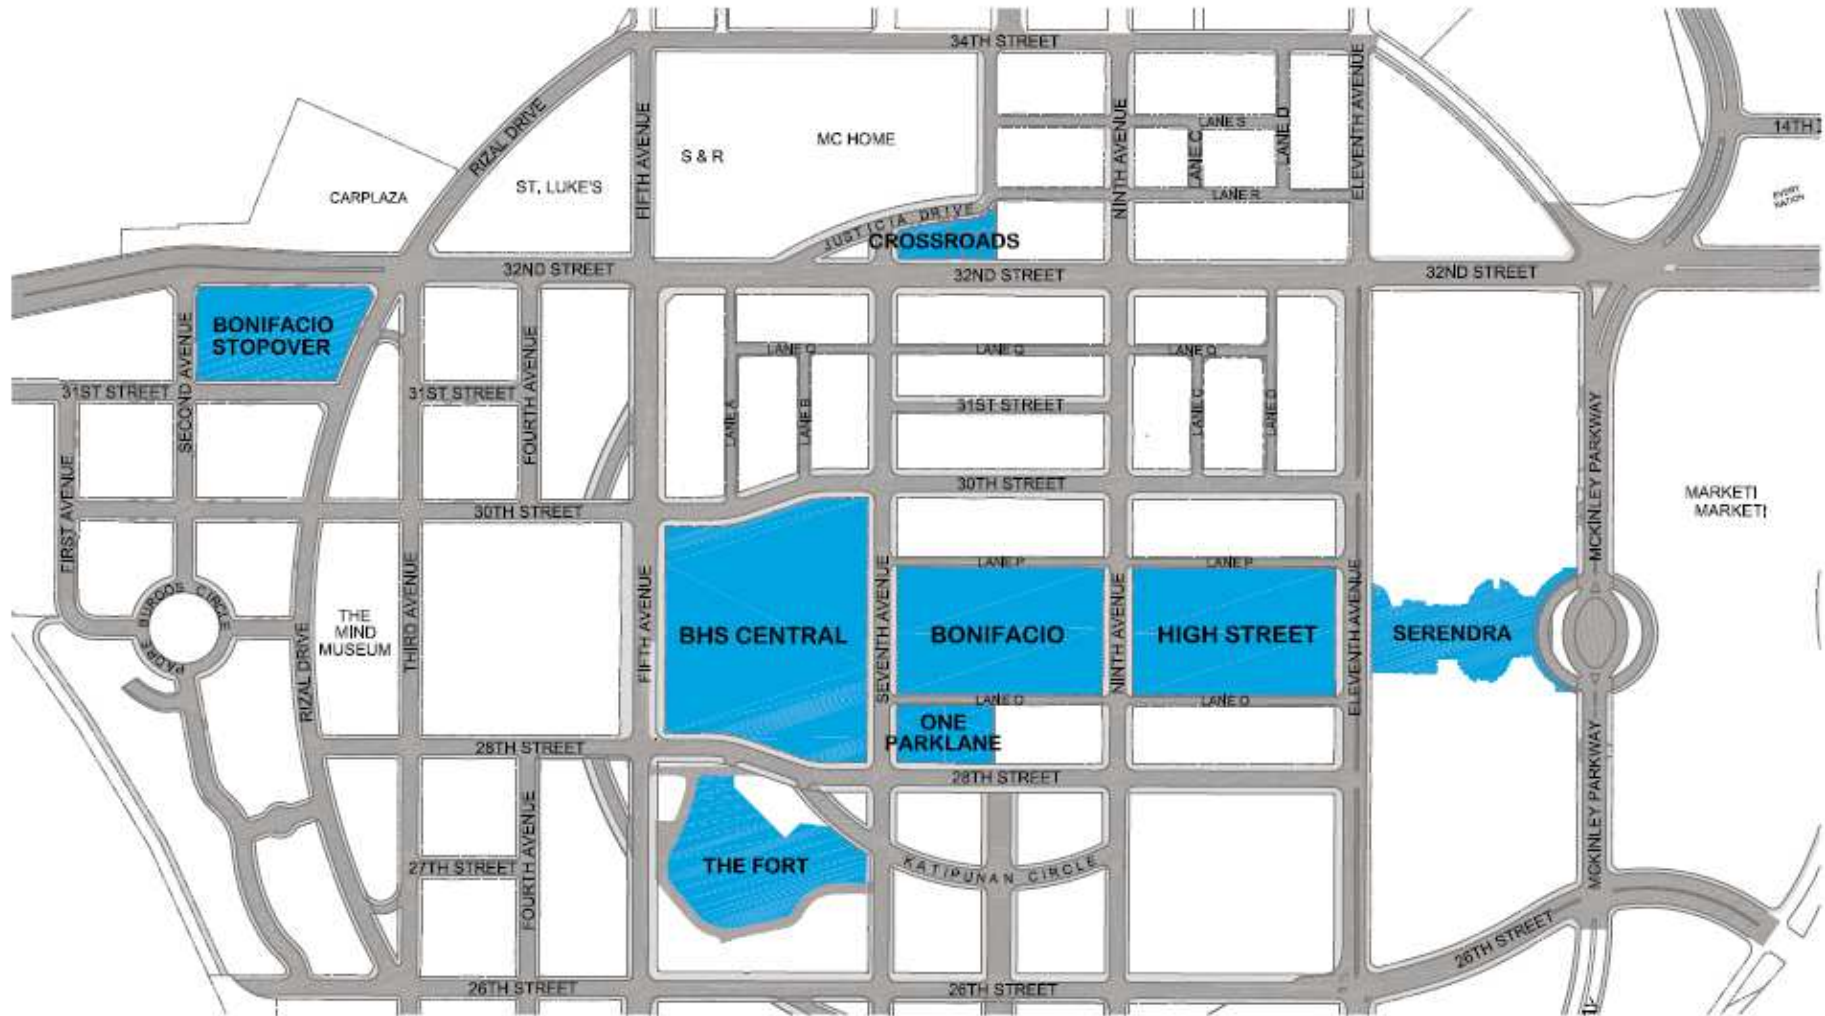 34TH STREET
RIZAL DRIVE
FIFTH AVENUE
S & R
MC HOME
ST, LUKE'S
CARPLAZA
NINTH AVENUE
LANE S
LANE C
LANE D
LANE R
ELEVENTH AVENUE
14TH
EVERY
NATION
JUSTICIA DRIVE
CROSSROADS
32ND STREET
32ND STREET
32ND STREET
BONIFACIO
STOPOVER
SECOND AVENUE
31ST STREET
31ST STREET
FOURTH AVENUE
LANE Q
LANE Q
LANE Q
LANE A
LANE B
31ST STREET
LANE C
LANE D
MCKINLEY PARKWAY
MARKET!
MARKET!
FIRST AVENUE
30TH STREET
30TH STREET
LANE P
LANE P
PADRE BURGOS CIRCLE
RIZAL DRIVE
THE
MIND
MUSEUM
THIRD AVENUE
FIFTH AVENUE
BHS CENTRAL
SEVENTH AVENUE
BONIFACIO
NINTH AVENUE
HIGH STREET
ELEVENTH AVENUE
SERENDRA
LANE O
LANE O
ONE
PARKLANE
28TH STREET
28TH STREET
MCKINLEY PARKWAY
FOURTH AVENUE
27TH STREET
THE FORT
KATIPUNAN CIRCLE
26TH STREET
26TH STREET
26TH STREET